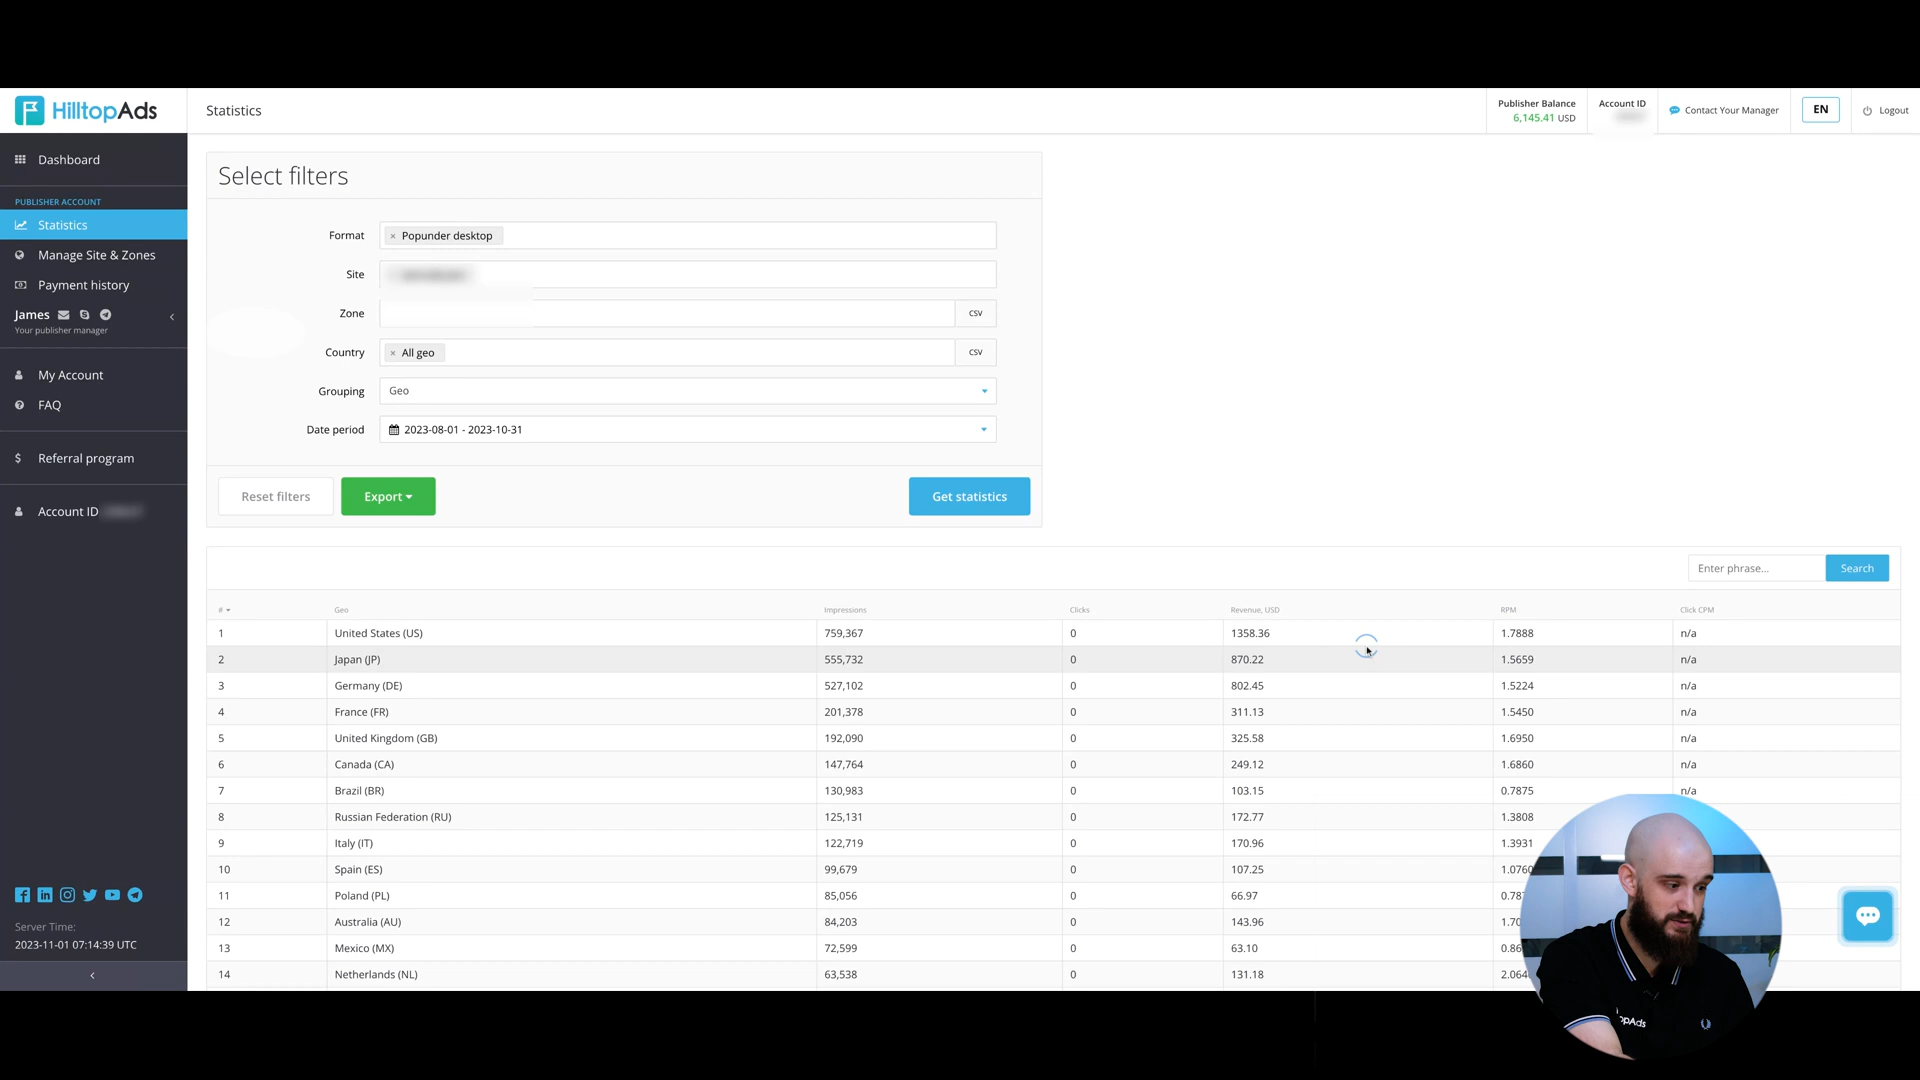 HilltopAds
Statistics
Publisher Balance
6,145.41 USD
Account ID
Contact Your Manager
EN
Logout
Dashboard
PUBLISHER ACCOUNT
Statistics
Manage Site & Zones
Payment history
James
Your publisher manager
My Account
FAQ
Referral program
Account ID
Server Time:
2023-11-01 07:14:39 UTC
Select filters
Format × Popunder desktop
Site
Zone CSV
Country × All geo CSV
Grouping Geo
Date period 2023-08-01 - 2023-10-31
Reset filters Export Get statistics
Enter phrase... Search
# Geo Impressions Clicks Revenue, USD RPM Click CPM
1 United States (US) 759,367 0 1358.36 1.7888 n/a
2 Japan (JP) 555,732 0 870.22 1.5659 n/a
3 Germany (DE) 527,102 0 802.45 1.5224 n/a
4 France (FR) 201,378 0 311.13 1.5450 n/a
5 United Kingdom (GB) 192,090 0 325.58 1.6950 n/a
6 Canada (CA) 147,764 0 249.12 1.6860 n/a
7 Brazil (BR) 130,983 0 103.15 0.7875 n/a
8 Russian Federation (RU) 125,131 0 172.77 1.3808
9 Italy (IT) 122,719 0 170.96 1.3931
10 Spain (ES) 99,679 0 107.25 1.0760
11 Poland (PL) 85,056 0 66.97 0.78
12 Australia (AU) 84,203 0 143.96 1.70
13 Mexico (MX) 72,599 0 63.10 0.86
14 Netherlands (NL) 63,538 0 131.18 2.064
opAds